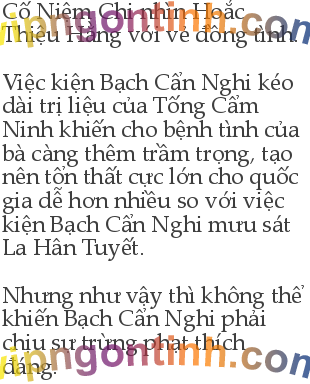 Cố Niệm Chi nhìn Hoắc
Thiệu Hằng với vẻ đồng tình.
Việc kiện Bạch Cẩn Nghi kéo
dài trị liệu của Tống Cẩm
Ninh khiến cho bệnh tình của
bà càng thêm trầm trọng, tạo
nên tổn thất cực lớn cho quốc
gia dễ hơn nhiều so với việc
kiện Bạch Cẩn Nghi mưu sát
La Hân Tuyết.
Nhưng như vậy thì không thể
khiến Bạch Cẩn Nghi phải
chịu sự trừng phạt thích
đáng.
vipngontinh.com
vipngontinh.com